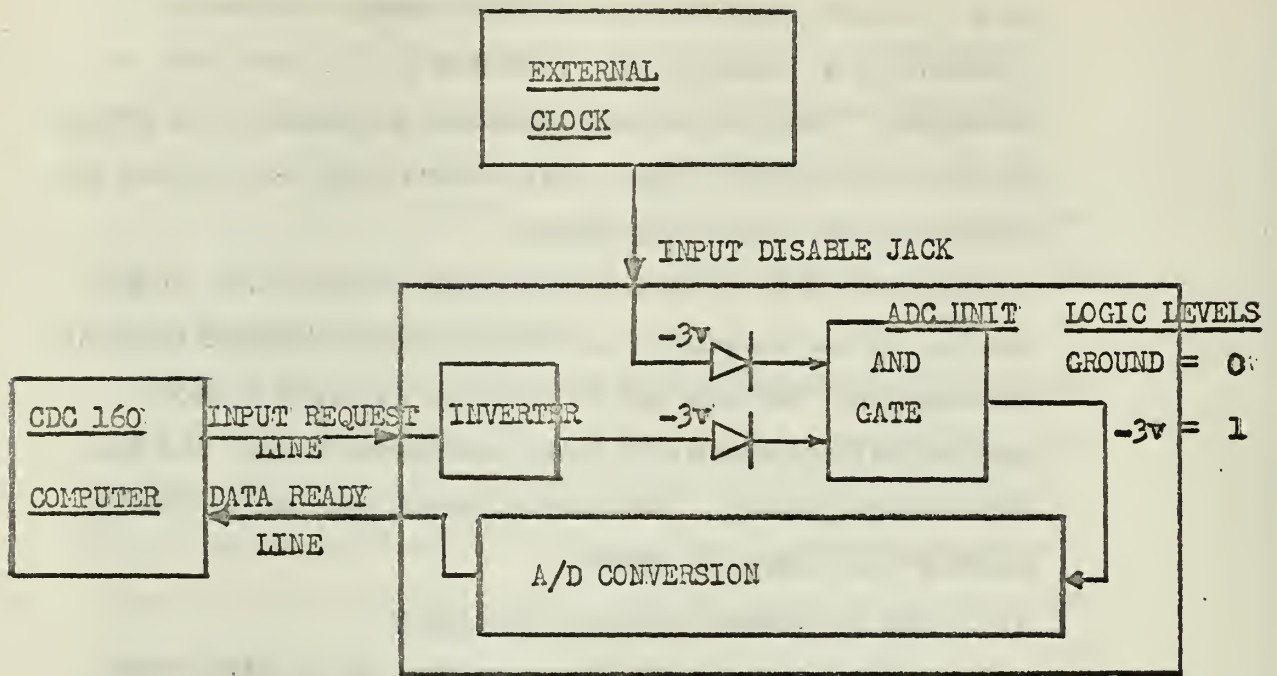 EXTERNAL
CLOCK
INPUT DISABLE JACK
ADC UNIT
LOGIC LEVELS
-3v
AND
GATE
GROUND = 0
-3v = 1
CDC 160
COMPUTER
INPUT REQUEST
LINE
INVERTER
-3v
DATA READY
LINE
A/D CONVERSION